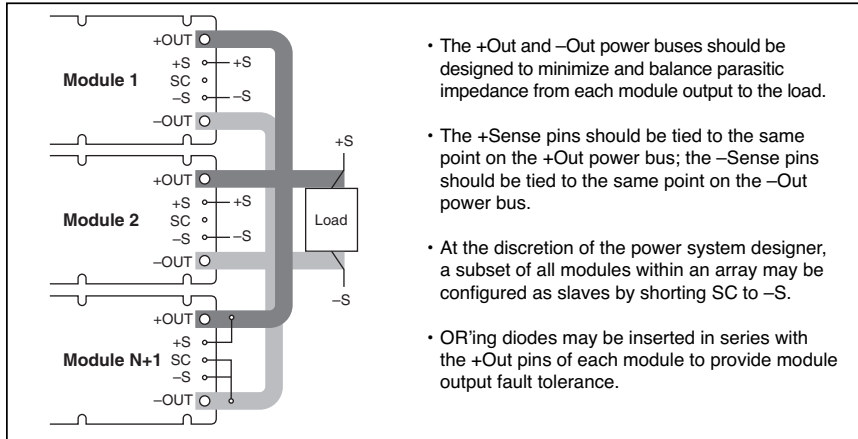 +OUT
+S
+S
Module 1
SC
–S
–S
–OUT
+OUT
+S
+S
Module 2
SC
–S
–S
–OUT
+OUT
+S
Module N+1
SC
–S
–OUT
+S
Load
–S
• The +Out and –Out power buses should be
designed to minimize and balance parasitic
impedance from each module output to the load.
• The +Sense pins should be tied to the same
point on the +Out power bus; the –Sense pins
should be tied to the same point on the –Out
power bus.
• At the discretion of the power system designer,
a subset of all modules within an array may be
configured as slaves by shorting SC to –S.
• OR'ing diodes may be inserted in series with
the +Out pins of each module to provide module
output fault tolerance.